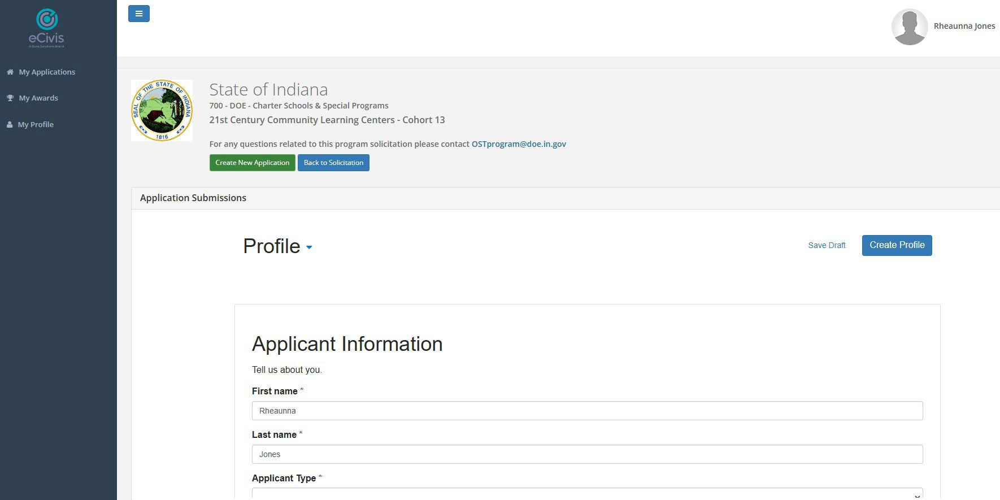 eCivis
Rheaunna Jones
My Applications
My Awards
My Profile
SEAL OF THE STATE OF INDIANA
1816
State of Indiana
700 - DOE - Charter Schools & Special Programs
21st Century Community Learning Centers - Cohort 13
For any questions related to this program solicitation please contact OSTprogram@doe.in.gov
Create New Application Back to Solicitation
Application Submissions
Profile
Save Draft Create Profile
Applicant Information
Tell us about you.
First name *
Rheaunna
Last name *
Jones
Applicant Type *